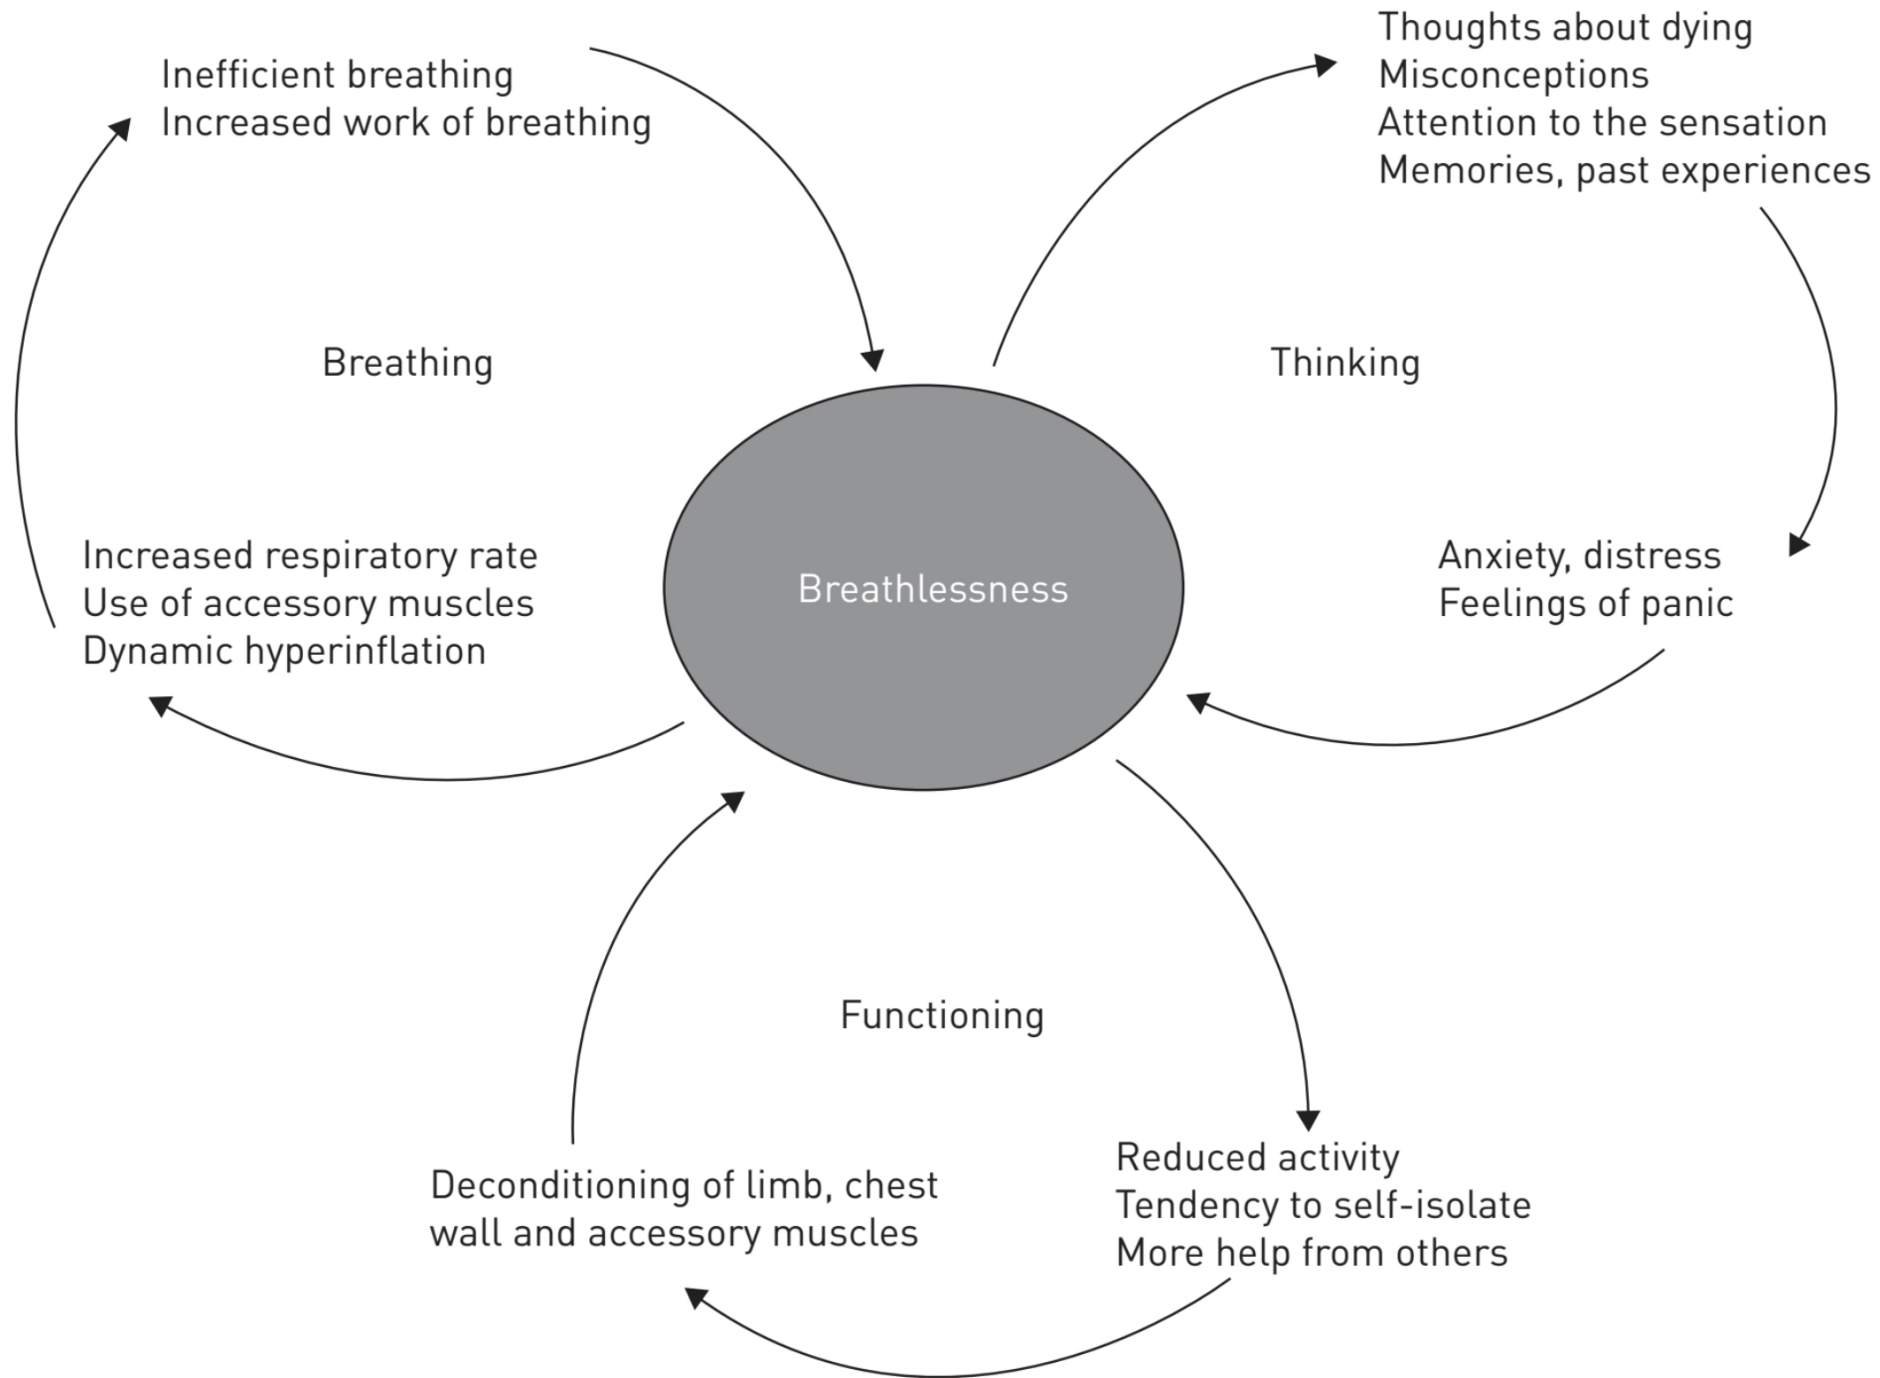 Inefficient breathing
Increased work of breathing
Thoughts about dying
Misconceptions
Attention to the sensation
Memories, past experiences
Breathing
Thinking
Increased respiratory rate
Use of accessory muscles
Dynamic hyperinflation
Breathlessness
Anxiety, distress
Feelings of panic
Functioning
Deconditioning of limb, chest
wall and accessory muscles
Reduced activity
Tendency to self-isolate
More help from others